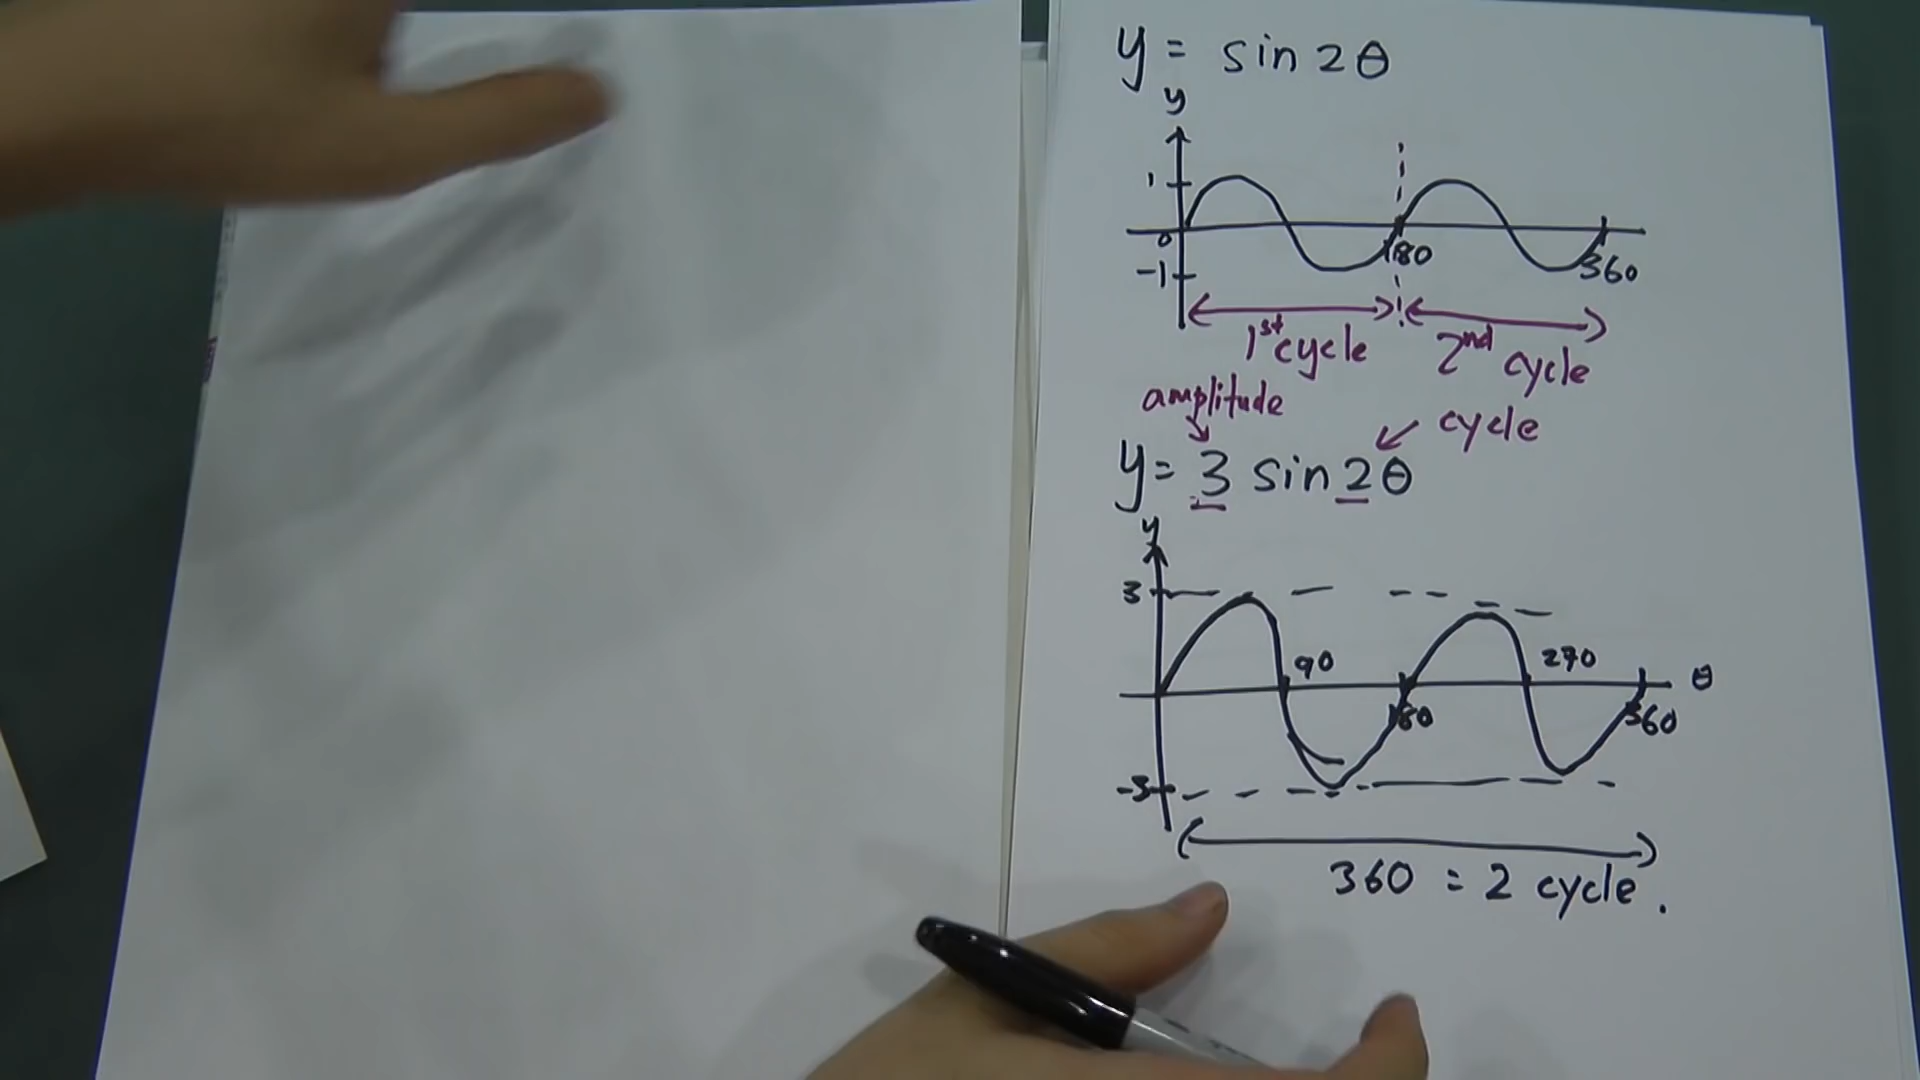 y = sin 2θ
y
1
0
180
360
-1
1st cycle
2nd cycle
amplitude
cycle
y = 3 sin 2θ
y
3
90
270
θ
180
360
-3
360 = 2 cycle.